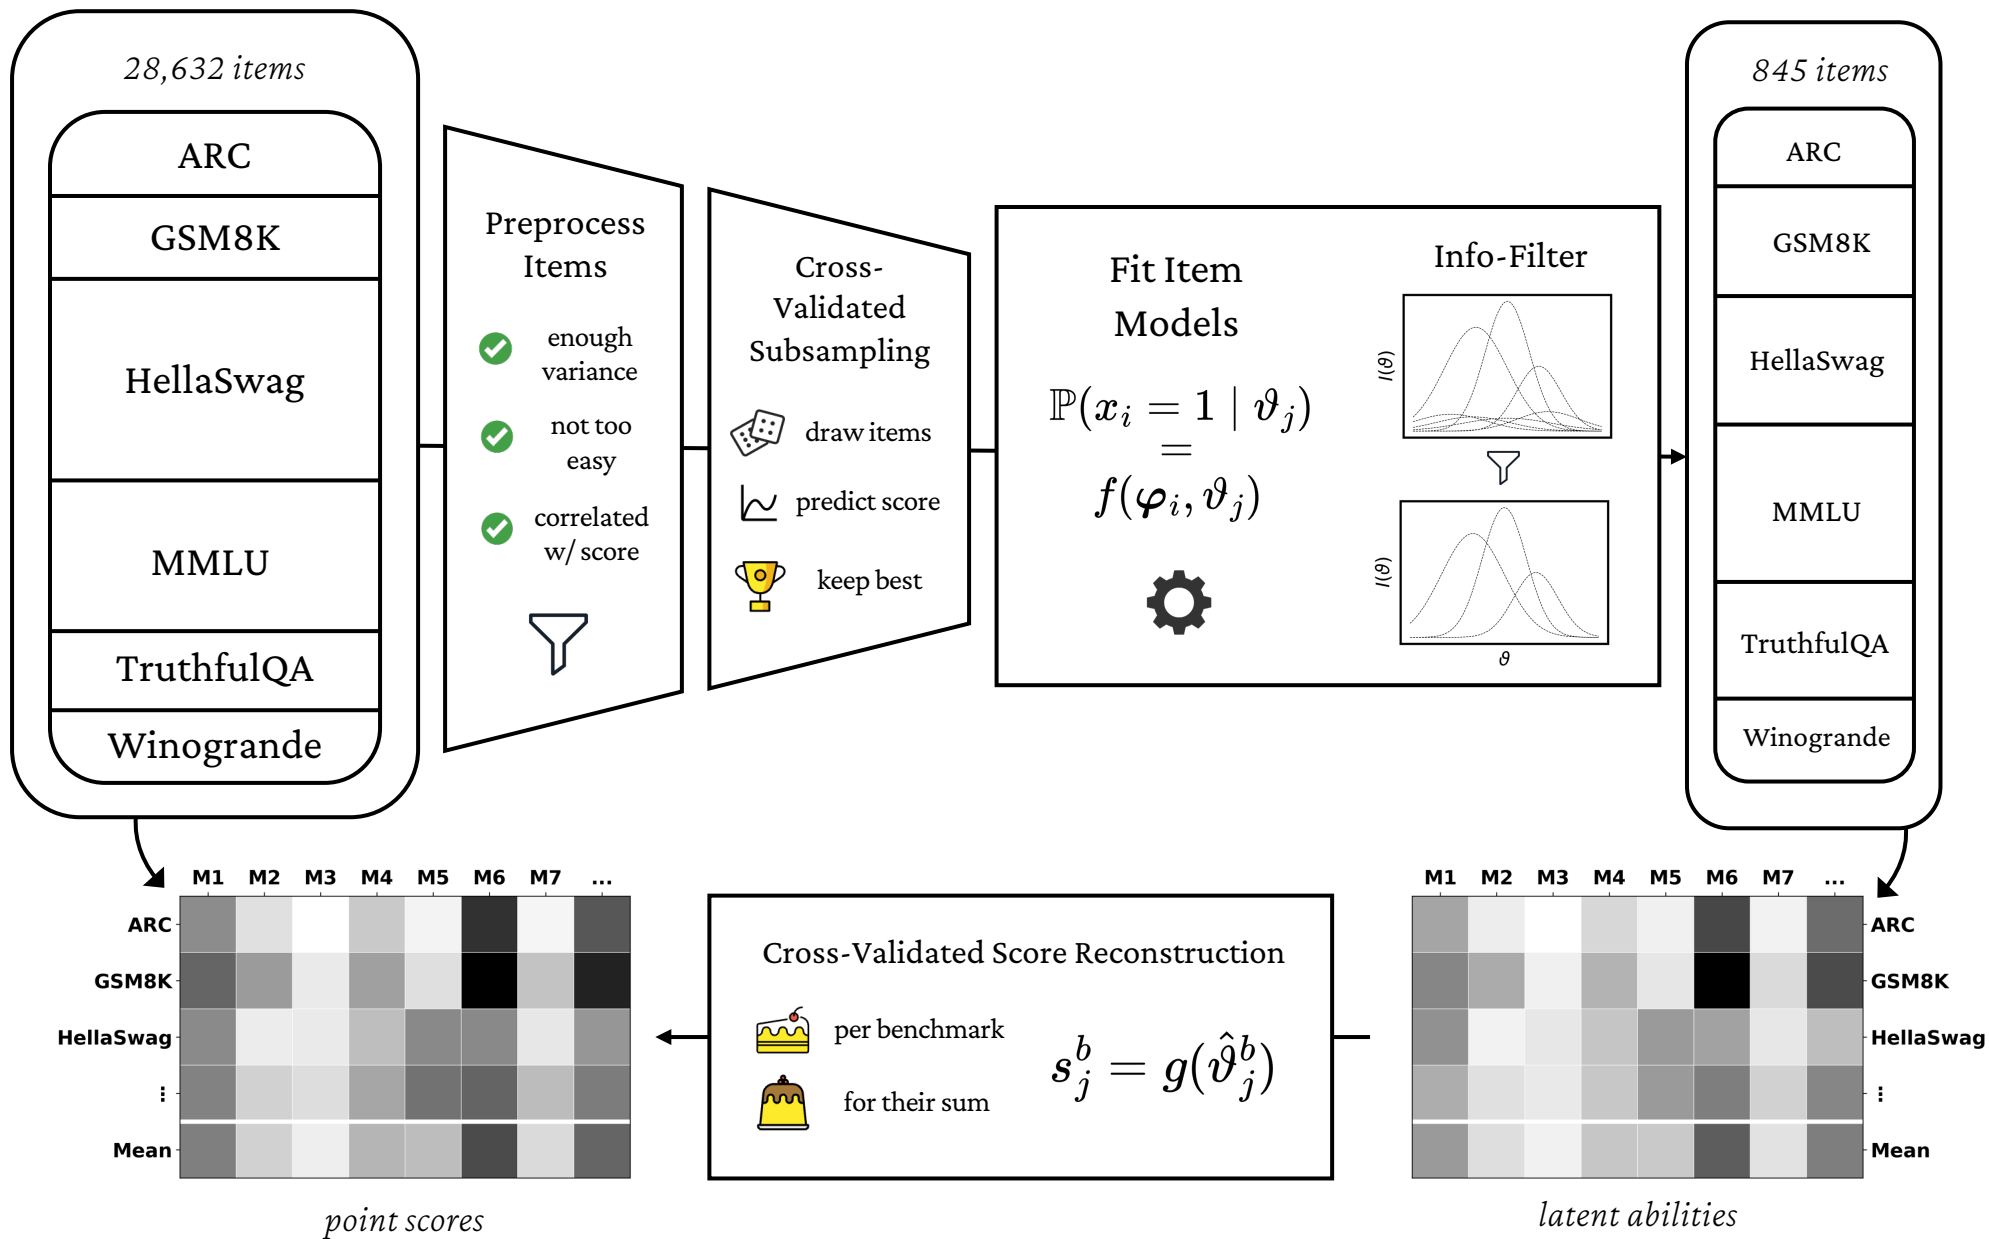 28,632 items
ARC
GSM8K
HellaSwag
MMLU
TruthfulQA
Winogrande
Preprocess
Items
enough
variance
not too
easy
correlated
w/ score
Cross-
Validated
Subsampling
draw items
predict score
keep best
Fit Item
Models
ℙ(xᵢ = 1 | ϑⱼ)
=
f(φᵢ, ϑⱼ)
Info-Filter
I(ϑ)
I(ϑ)
ϑ
845 items
ARC
GSM8K
HellaSwag
MMLU
TruthfulQA
Winogrande
M1 M2 M3 M4 M5 M6 M7 ...
ARC
GSM8K
HellaSwag
⋮
Mean
point scores
Cross-Validated Score Reconstruction
per benchmark
for their sum
s_j^b = g(ϑ̂_j^b)
M1 M2 M3 M4 M5 M6 M7 ...
ARC
GSM8K
HellaSwag
⋮
Mean
latent abilities